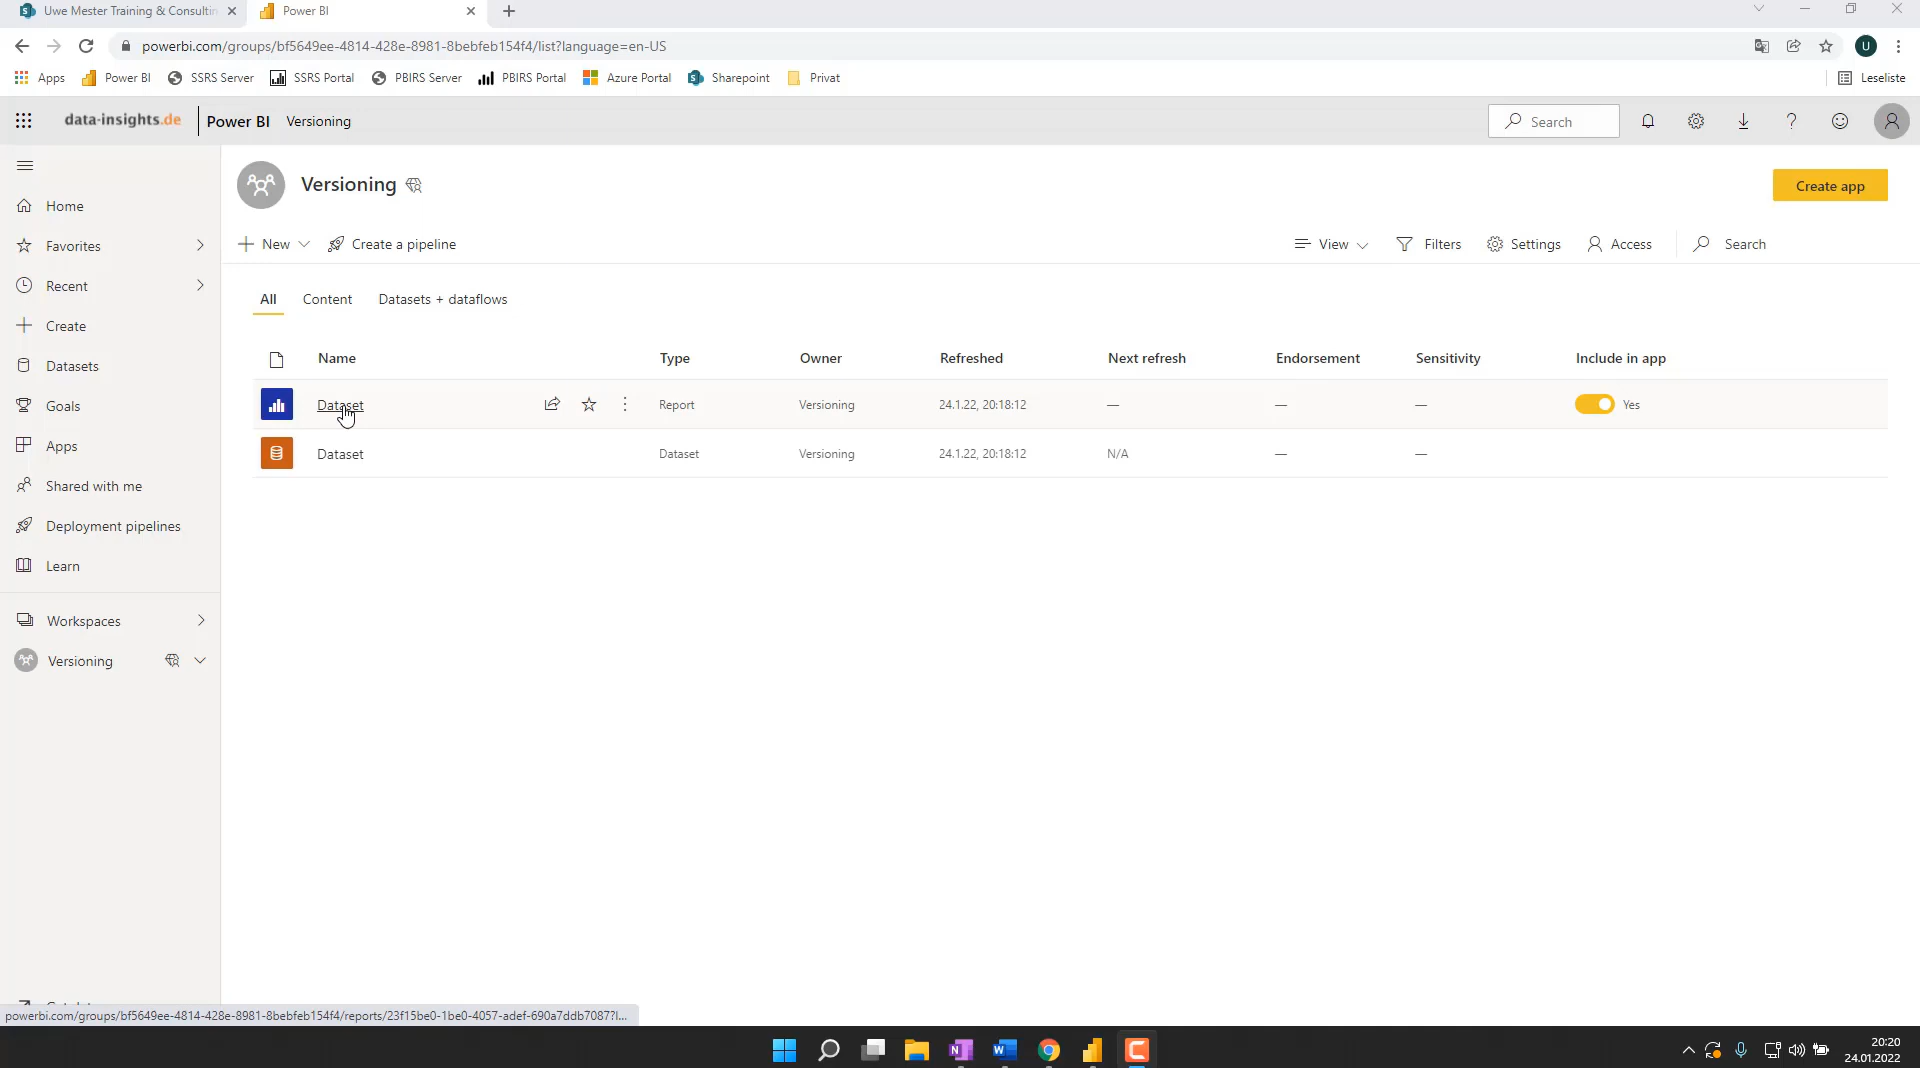 Uwe Mester Training & Consultin
Power BI
powerbi.com/groups/bf5649ee-4814-428e-8981-8bebfeb154f4/list?language=en-US
U
Apps
Power BI
SSRS Server
SSRS Portal
PBIRS Server
PBIRS Portal
Azure Portal
Sharepoint
Privat
Leseliste
data-insights.de
Power BI
Versioning
Search
Versioning
Create app
Home
Favorites
Recent
Create
Datasets
Goals
Apps
Shared with me
Deployment pipelines
Learn
Workspaces
Versioning
New
Create a pipeline
View
Filters
Settings
Access
Search
All
Content
Datasets + dataflows
Name
Type
Owner
Refreshed
Next refresh
Endorsement
Sensitivity
Include in app
Dataset
Report
Versioning
24.1.22, 20:18:12
—
—
—
Yes
Dataset
Dataset
Versioning
24.1.22, 20:18:12
N/A
—
—
powerbi.com/groups/bf5649ee-4814-428e-8981-8bebfeb154f4/reports/23f15be0-1be0-4057-adef-690a7ddb7087?l...
20:20
24.01.2022